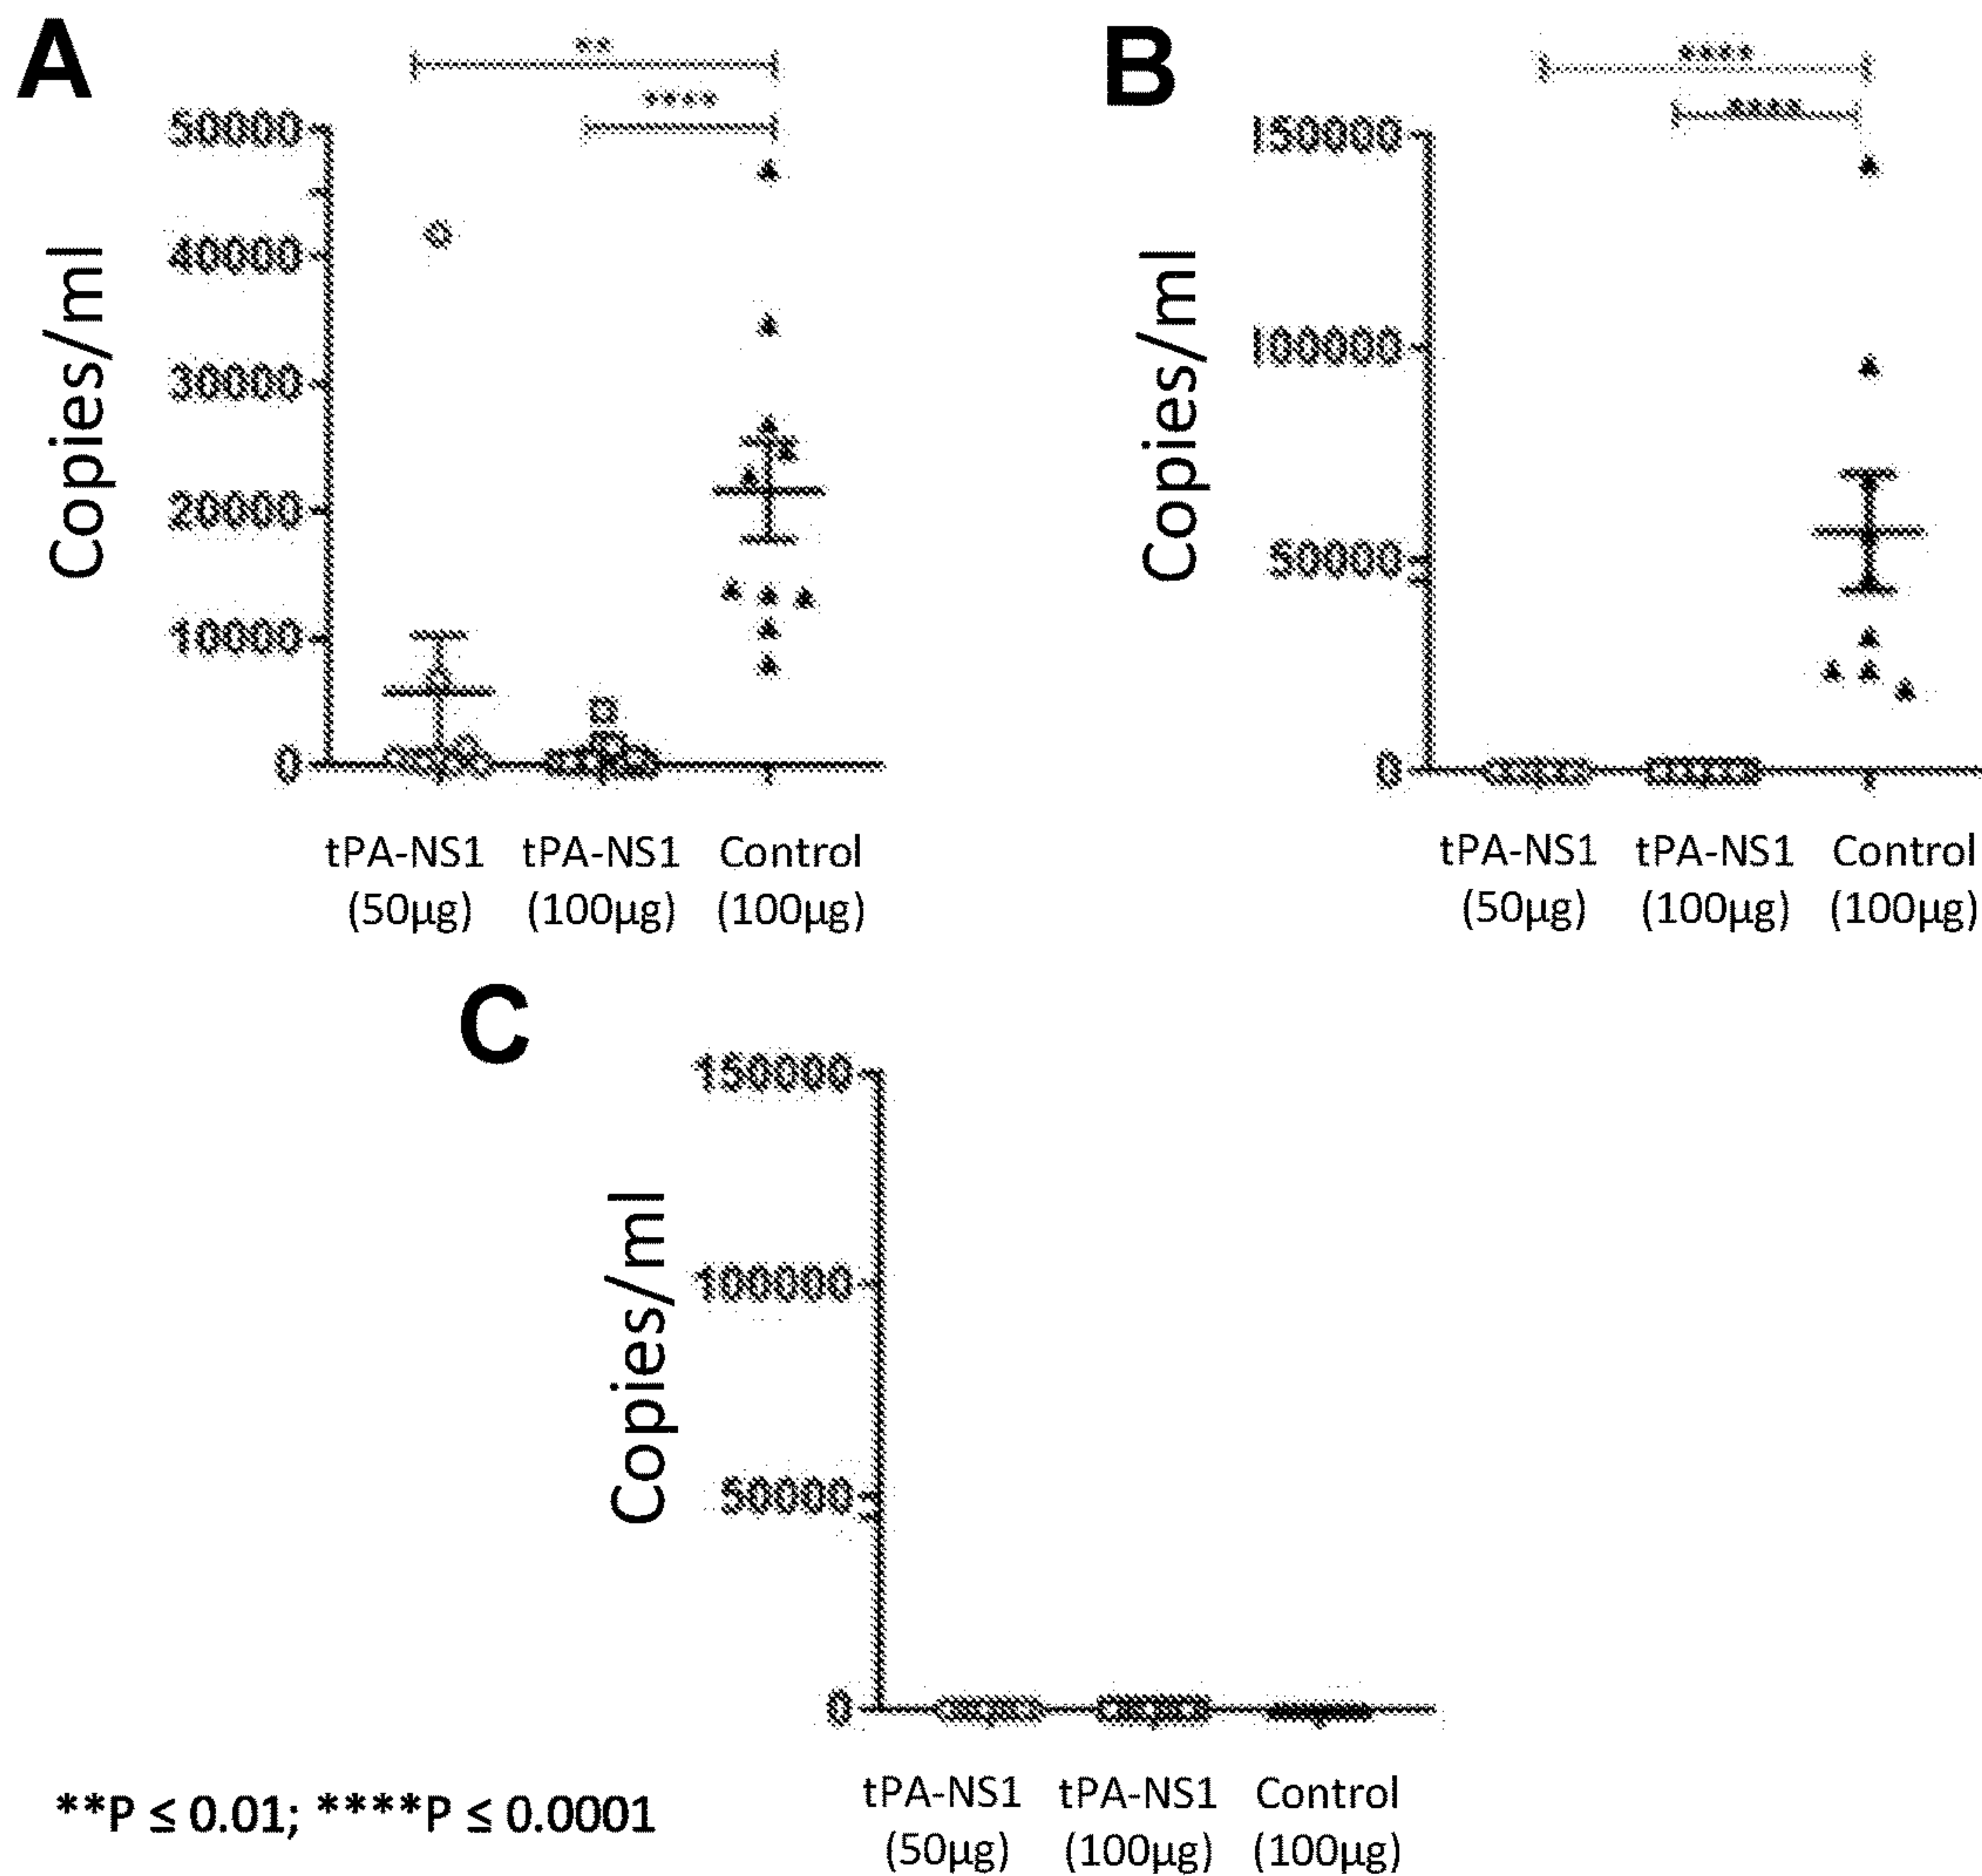 A
**
****
50000
40000
30000
20000
10000
0
Copies/ml
tPA-NS1 tPA-NS1 Control
(50µg) (100µg) (100µg)
B
****
****
150000
100000
50000
0
Copies/ml
tPA-NS1 tPA-NS1 Control
(50µg) (100µg) (100µg)
C
150000
100000
50000
0
Copies/ml
tPA-NS1 tPA-NS1 Control
(50µg) (100µg) (100µg)
**P ≤ 0.01; ****P ≤ 0.0001